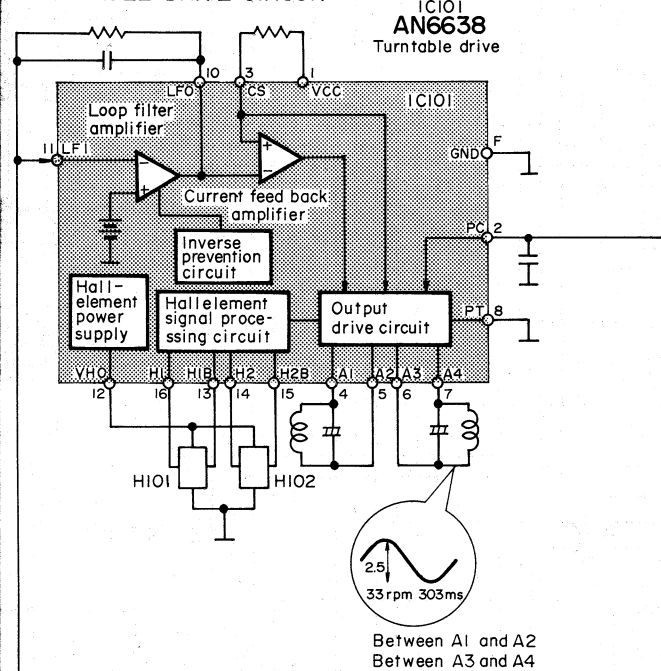 IC101
AN6638
Turntable drive
10
3
1
LFO
CS
VCC
IC101
Loop filter
amplifier
11
LFI
F
GND
Current feed back
amplifier
PC
2
Inverse
prevention
circuit
Hall-
element
power
supply
Hall element
signal proce-
ssing circuit
Output
drive circuit
PT
8
VHO
H1
H1B
H2
H2B
A1
A2
A3
A4
12
16
13
14
15
4
5
6
7
H101
H102
2.5
33 rpm 303ms
Between A1 and A2
Between A3 and A4